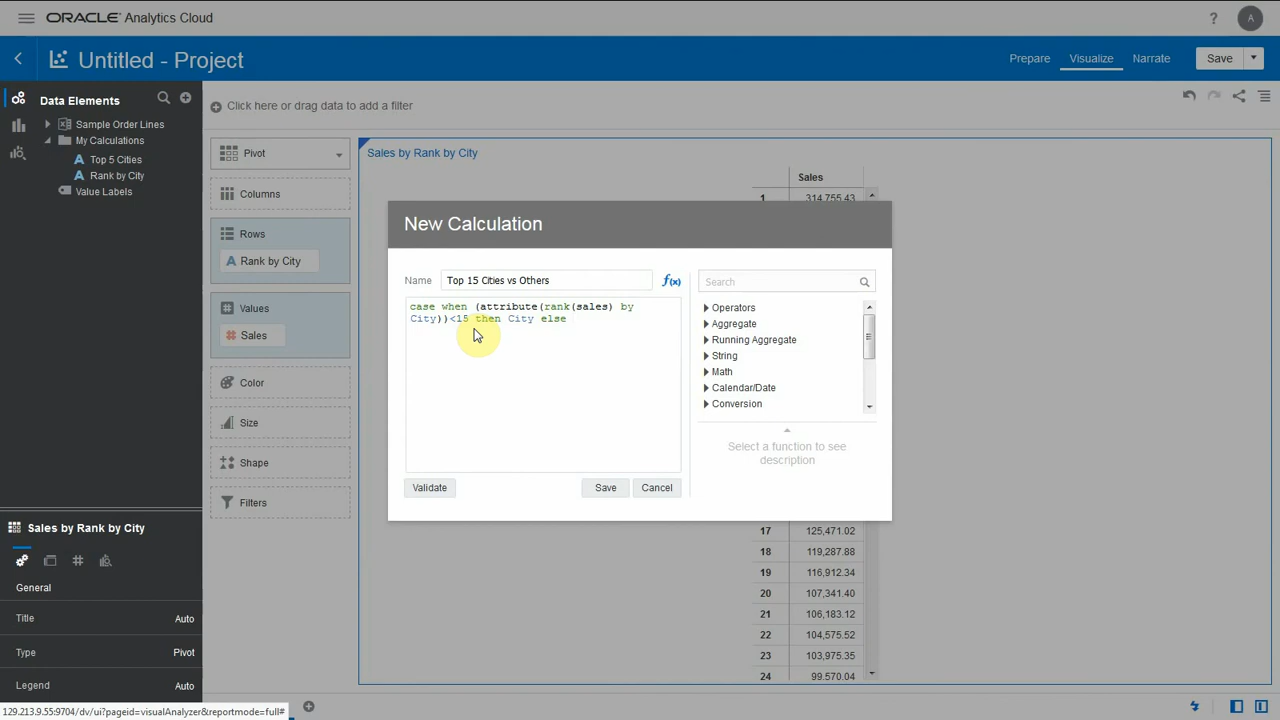 ORACLE® Analytics Cloud
? A
Untitled - Project
Prepare Visualize Narrate Save
Data Elements
Sample Order Lines
My Calculations
A Top 5 Cities
A Rank by City
Value Labels
Click here or drag data to add a filter
Pivot
Columns
Rows
A Rank by City
Values
# Sales
Color
Size
Shape
Filters
Sales by Rank by City
Sales
1 314,755.43
New Calculation
Name Top 15 Cities vs Others
f(x)
case when (attribute(rank(sales) by
City))<15 then City else
Search
Operators
Aggregate
Running Aggregate
String
Math
Calendar/Date
Conversion
Select a function to see
description
Validate Save Cancel
17 125,471.02
18 119,287.88
19 116,912.34
20 107,341.40
21 106,183.12
22 104,575.52
23 103,975.35
24 99,570.04
Sales by Rank by City
General
Title Auto
Type Pivot
Legend Auto
129.213.9.55:9704/dv/ui?pageid=visualAnalyzer&reportmode=full#